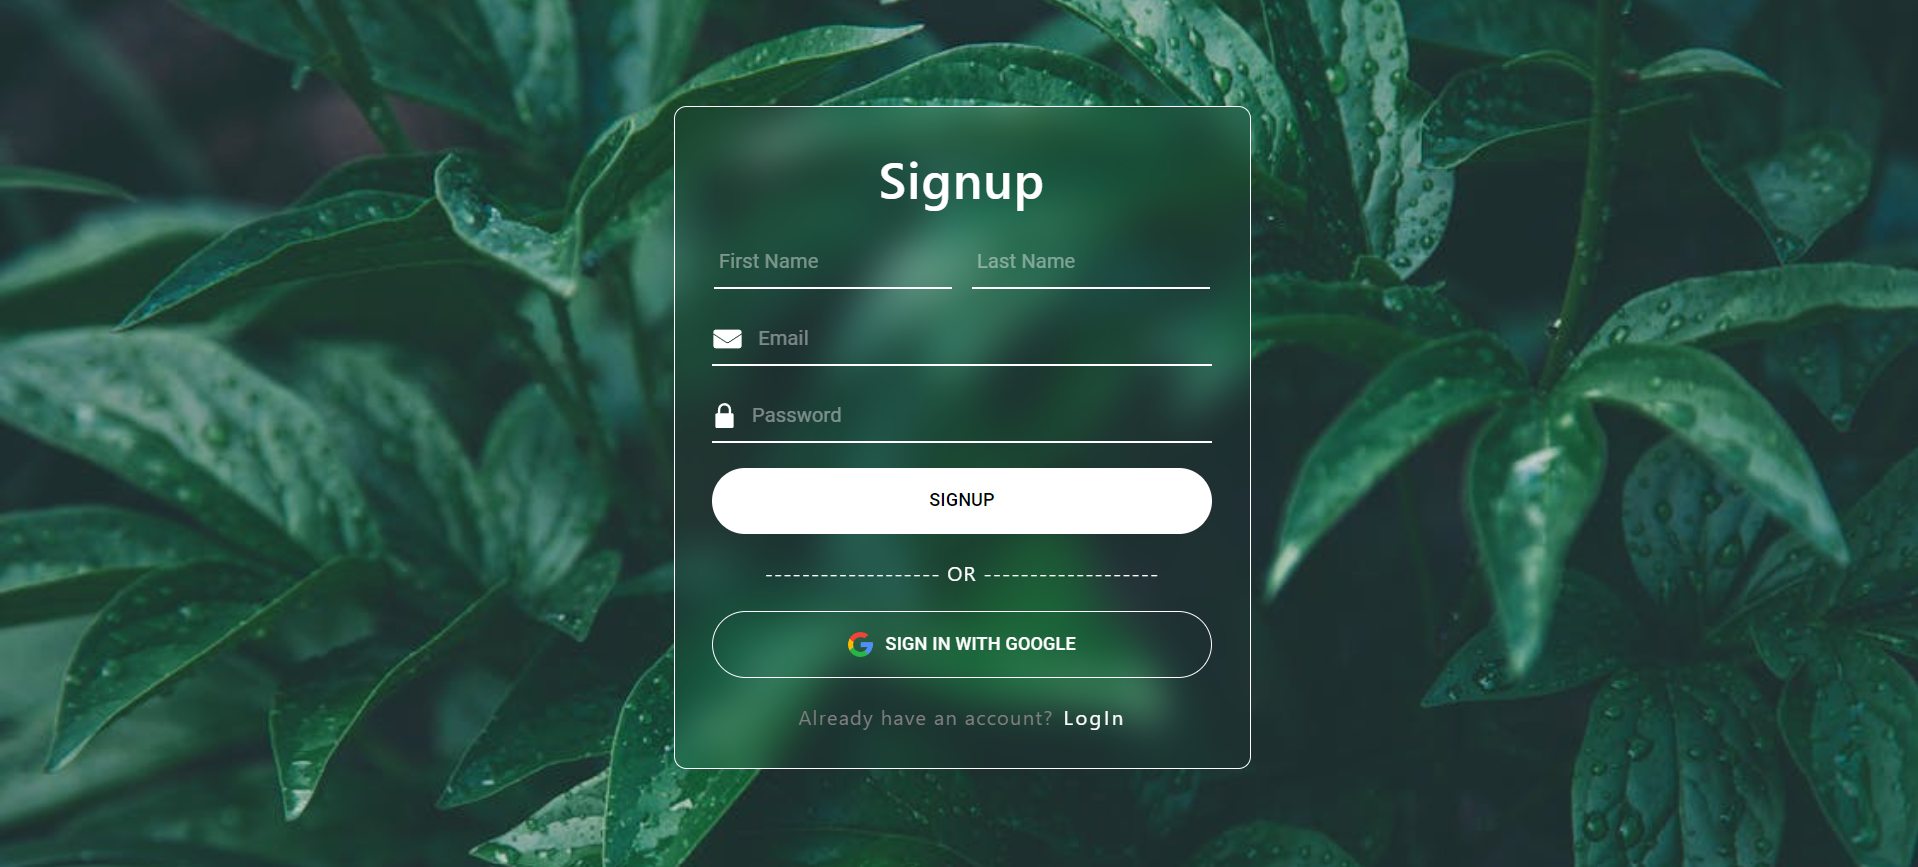 Signup
First Name Last Name
Email
Password
SIGNUP
------------------- OR -------------------
SIGN IN WITH GOOGLE
Already have an account? LogIn